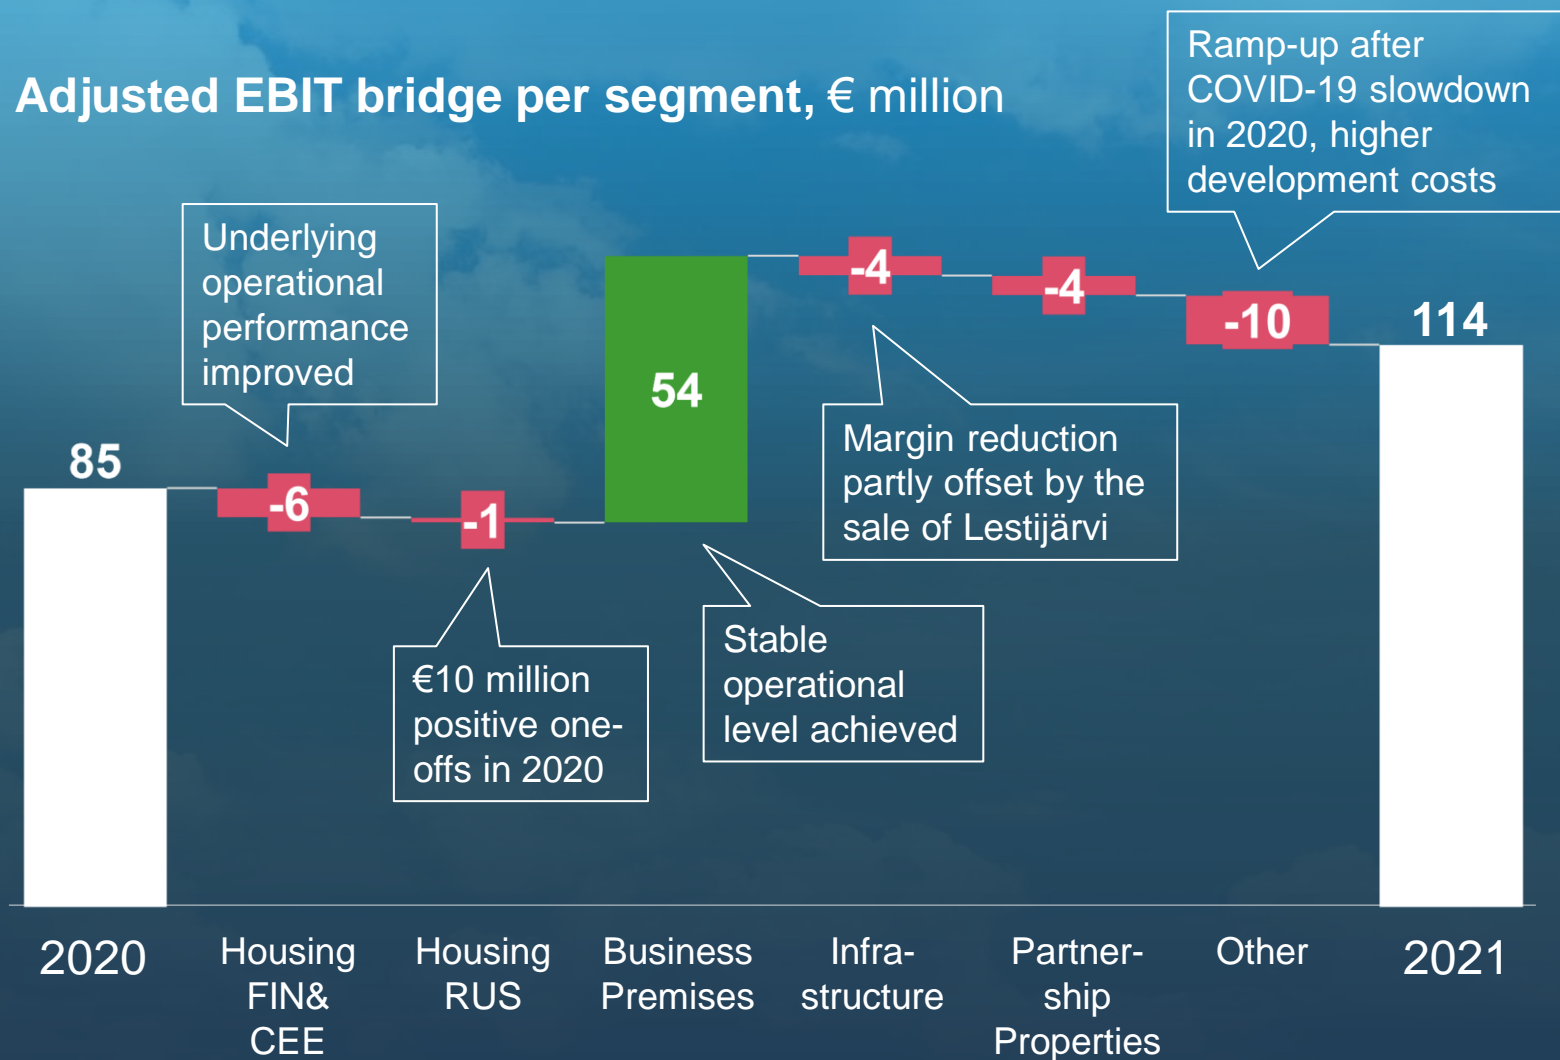 Adjusted EBIT bridge per segment, € million
Ramp-up after
COVID-19 slowdown
in 2020, higher
development costs
Underlying
operational
performance
improved
85
-6
-1
54
-4
-4
-10
114
Margin reduction
partly offset by the
sale of Lestijärvi
€10 million
positive one-
offs in 2020
Stable
operational
level achieved
2020
Housing
FIN&
CEE
Housing
RUS
Business
Premises
Infra-
structure
Partner-
ship
Properties
Other
2021